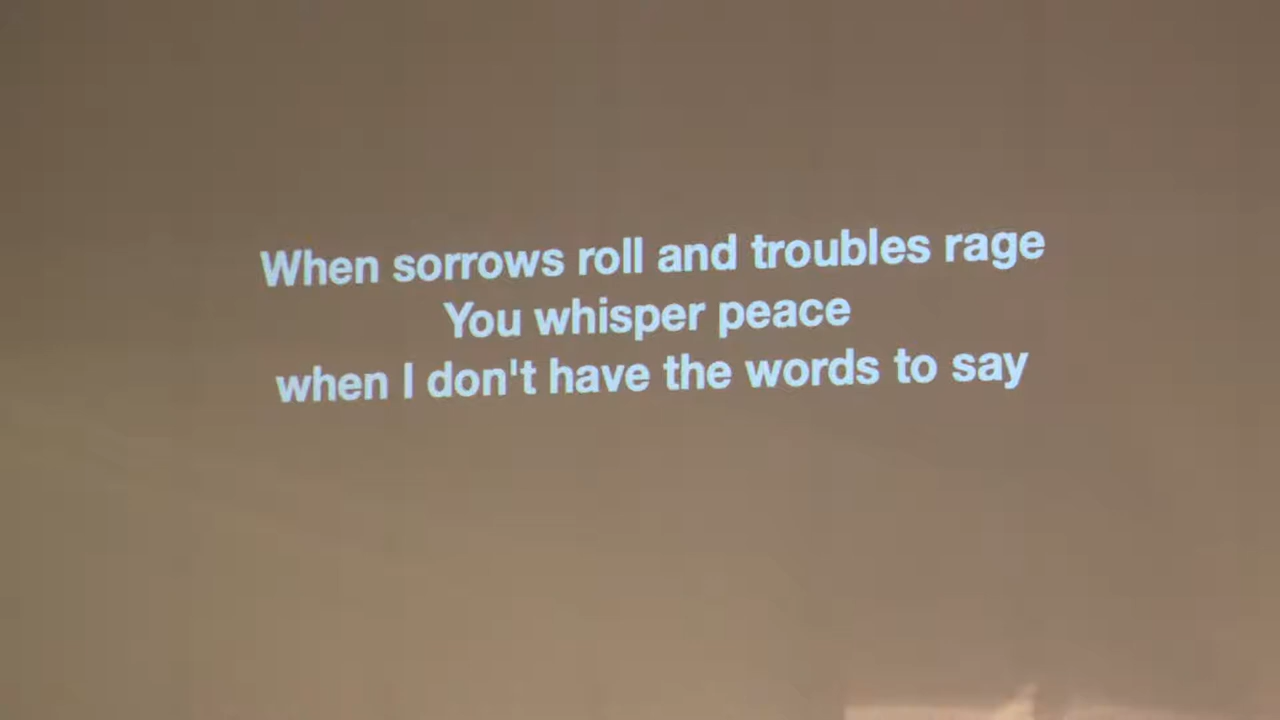 When sorrows roll and troubles rage
You whisper peace
when I don't have the words to say